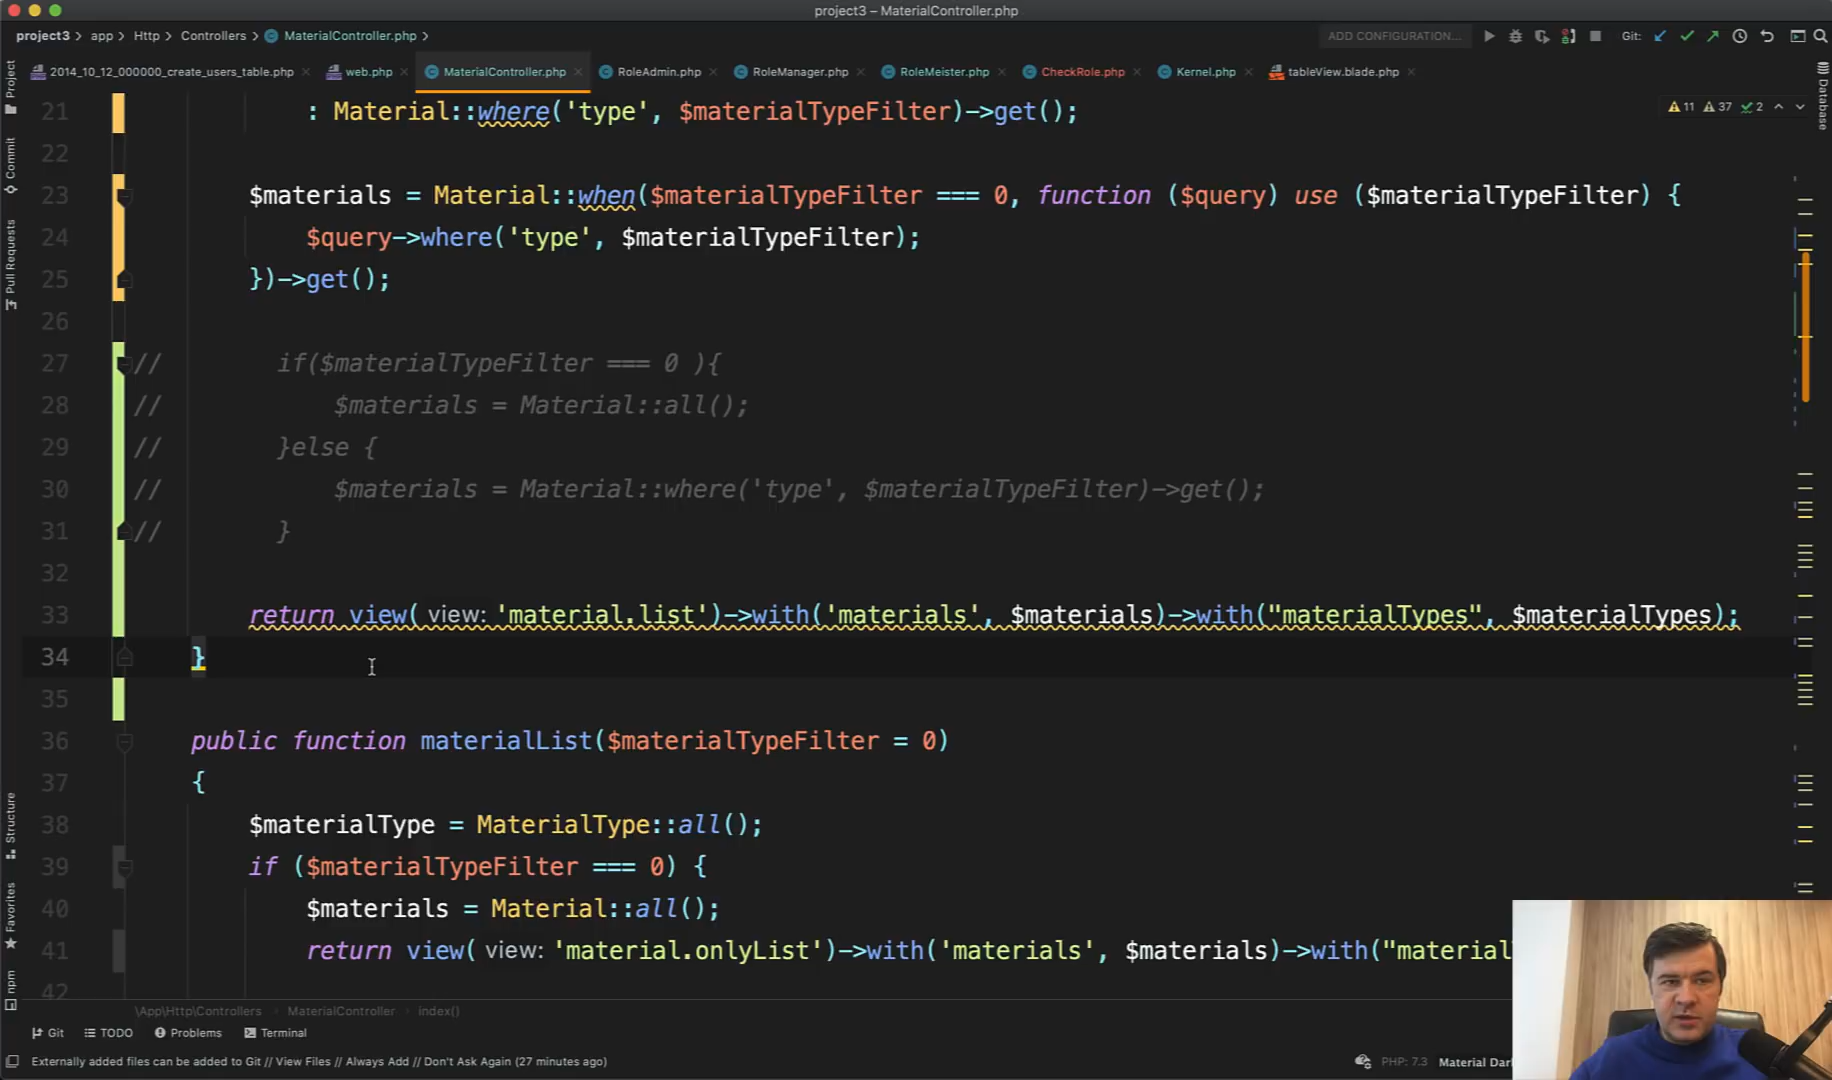 project3 – MaterialController.php
project3 app Http Controllers MaterialController.php
ADD CONFIGURATION... Git:
2014_10_12_000000_create_users_table.php web.php MaterialController.php RoleAdmin.php RoleManager.php RoleMeister.php CheckRole.php Kernel.php tableView.blade.php
Project
Commit
Pull Requests
Structure
Favorites
npm
Database
11 37 2
21 : Material::where('type', $materialTypeFilter)->get();
22
23 $materials = Material::when($materialTypeFilter === 0, function ($query) use ($materialTypeFilter) {
24 $query->where('type', $materialTypeFilter);
25 })->get();
26
27 // if($materialTypeFilter === 0 ){
28 // $materials = Material::all();
29 // }else {
30 // $materials = Material::where('type', $materialTypeFilter)->get();
31 // }
32
33 return view( view: 'material.list')->with('materials', $materials)->with("materialTypes", $materialTypes);
34 }
35
36 public function materialList($materialTypeFilter = 0)
37 {
38 $materialType = MaterialType::all();
39 if ($materialTypeFilter === 0) {
40 $materials = Material::all();
41 return view( view: 'material.onlyList')->with('materials', $materials)->with("material
42
\App\Http\Controllers MaterialController index()
Git TODO Problems Terminal
Externally added files can be added to Git // View Files // Always Add // Don't Ask Again (27 minutes ago)
PHP: 7.3 Material Dar